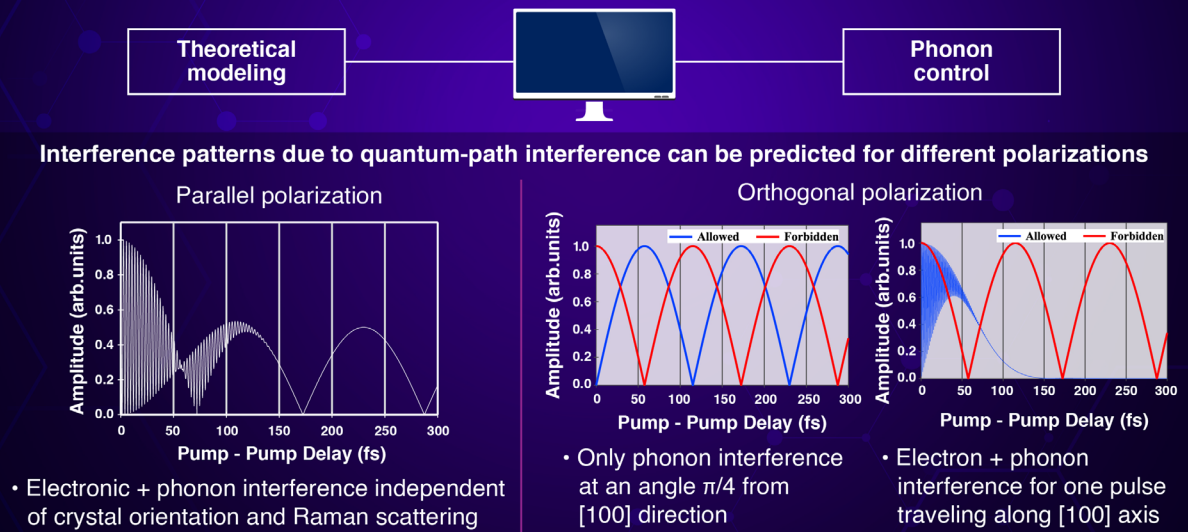 Theoretical
modeling
Phonon
control
Interference patterns due to quantum-path interference can be predicted for different polarizations
Parallel polarization
Amplitude (arb.units)
1.0
0.8
0.6
0.4
0.2
0.0
0 50 100 150 200 250 300
Pump - Pump Delay (fs)
• Electronic + phonon interference independent
of crystal orientation and Raman scattering
Orthogonal polarization
Amplitude (arb.units)
Allowed Forbidden
1.0
0.8
0.6
0.4
0.2
0.0
0 50 100 150 200 250 300
Pump - Pump Delay (fs)
• Only phonon interference
at an angle π/4 from
[100] direction
Amplitude (arb.units)
Allowed Forbidden
1.0
0.8
0.6
0.4
0.2
0.0
0 50 100 150 200 250 300
Pump - Pump Delay (fs)
• Electron + phonon
interference for one pulse
traveling along [100] axis